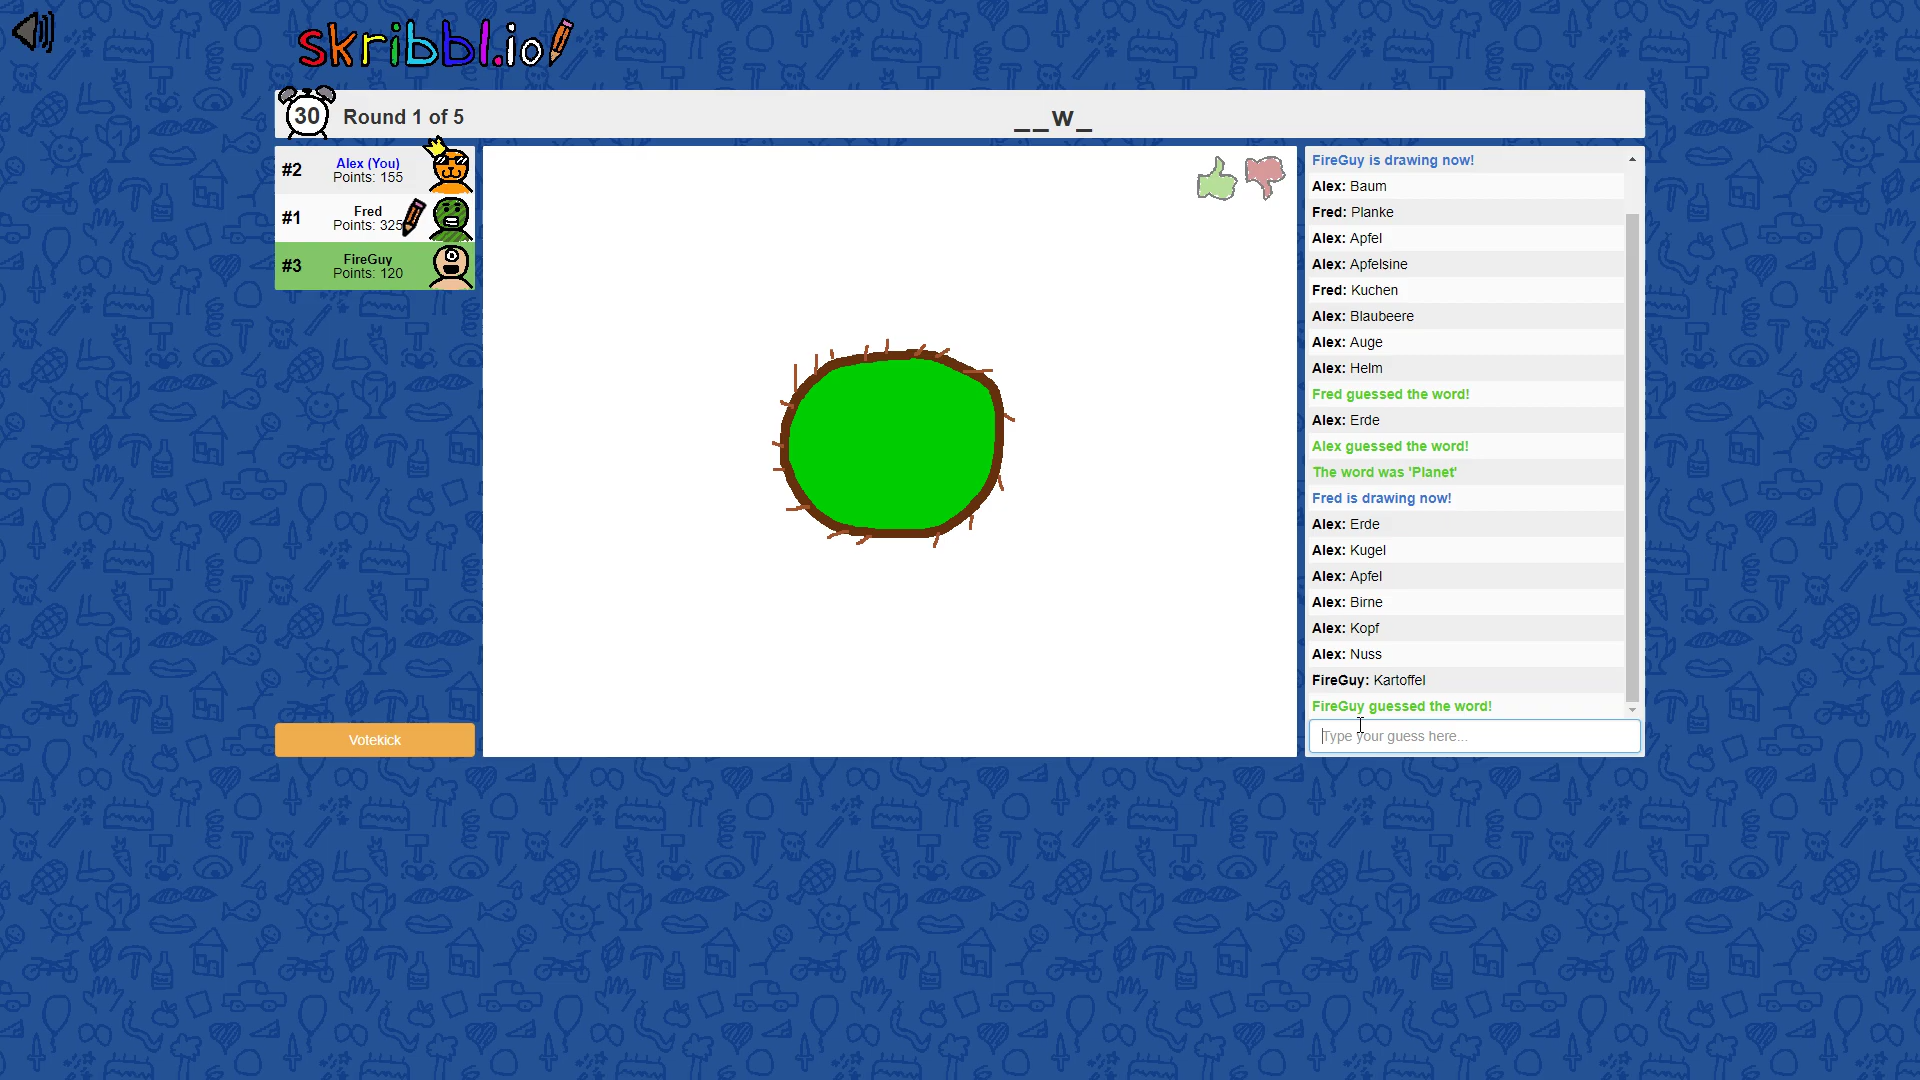 skribbl.io
30
Round 1 of 5
__w_
#2
Alex (You)
Points: 155
#1
Fred
Points: 325
#3
FireGuy
Points: 120
Votekick
FireGuy is drawing now!
Alex: Baum
Fred: Planke
Alex: Apfel
Alex: Apfelsine
Fred: Kuchen
Alex: Blaubeere
Alex: Auge
Alex: Helm
Fred guessed the word!
Alex: Erde
Alex guessed the word!
The word was 'Planet'
Fred is drawing now!
Alex: Erde
Alex: Kugel
Alex: Apfel
Alex: Birne
Alex: Kopf
Alex: Nuss
FireGuy: Kartoffel
FireGuy guessed the word!
Type your guess here...